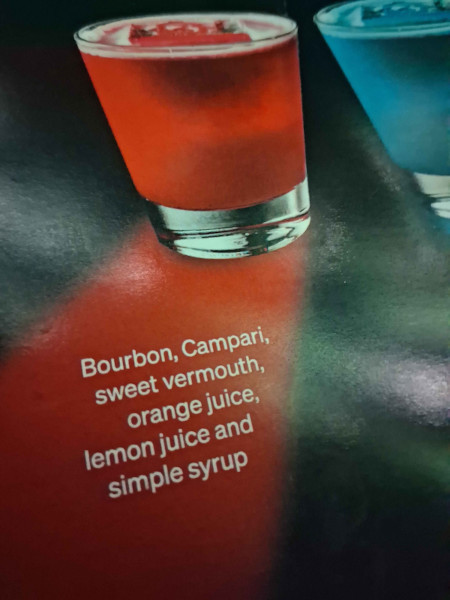 Bourbon, Campari,
sweet vermouth,
orange juice,
lemon juice and
simple syrup